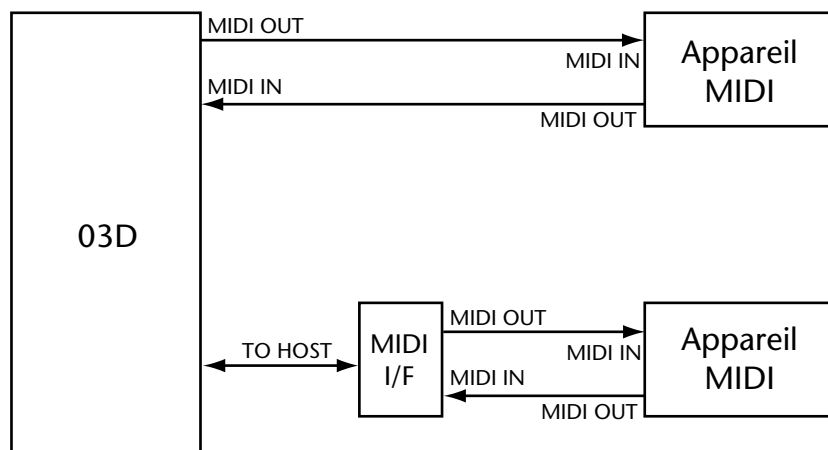 MIDI OUT
MIDI IN
Appareil
MIDI
MIDI IN
MIDI OUT
03D
TO HOST
MIDI
I/F
MIDI OUT
MIDI IN
Appareil
MIDI
MIDI IN
MIDI OUT